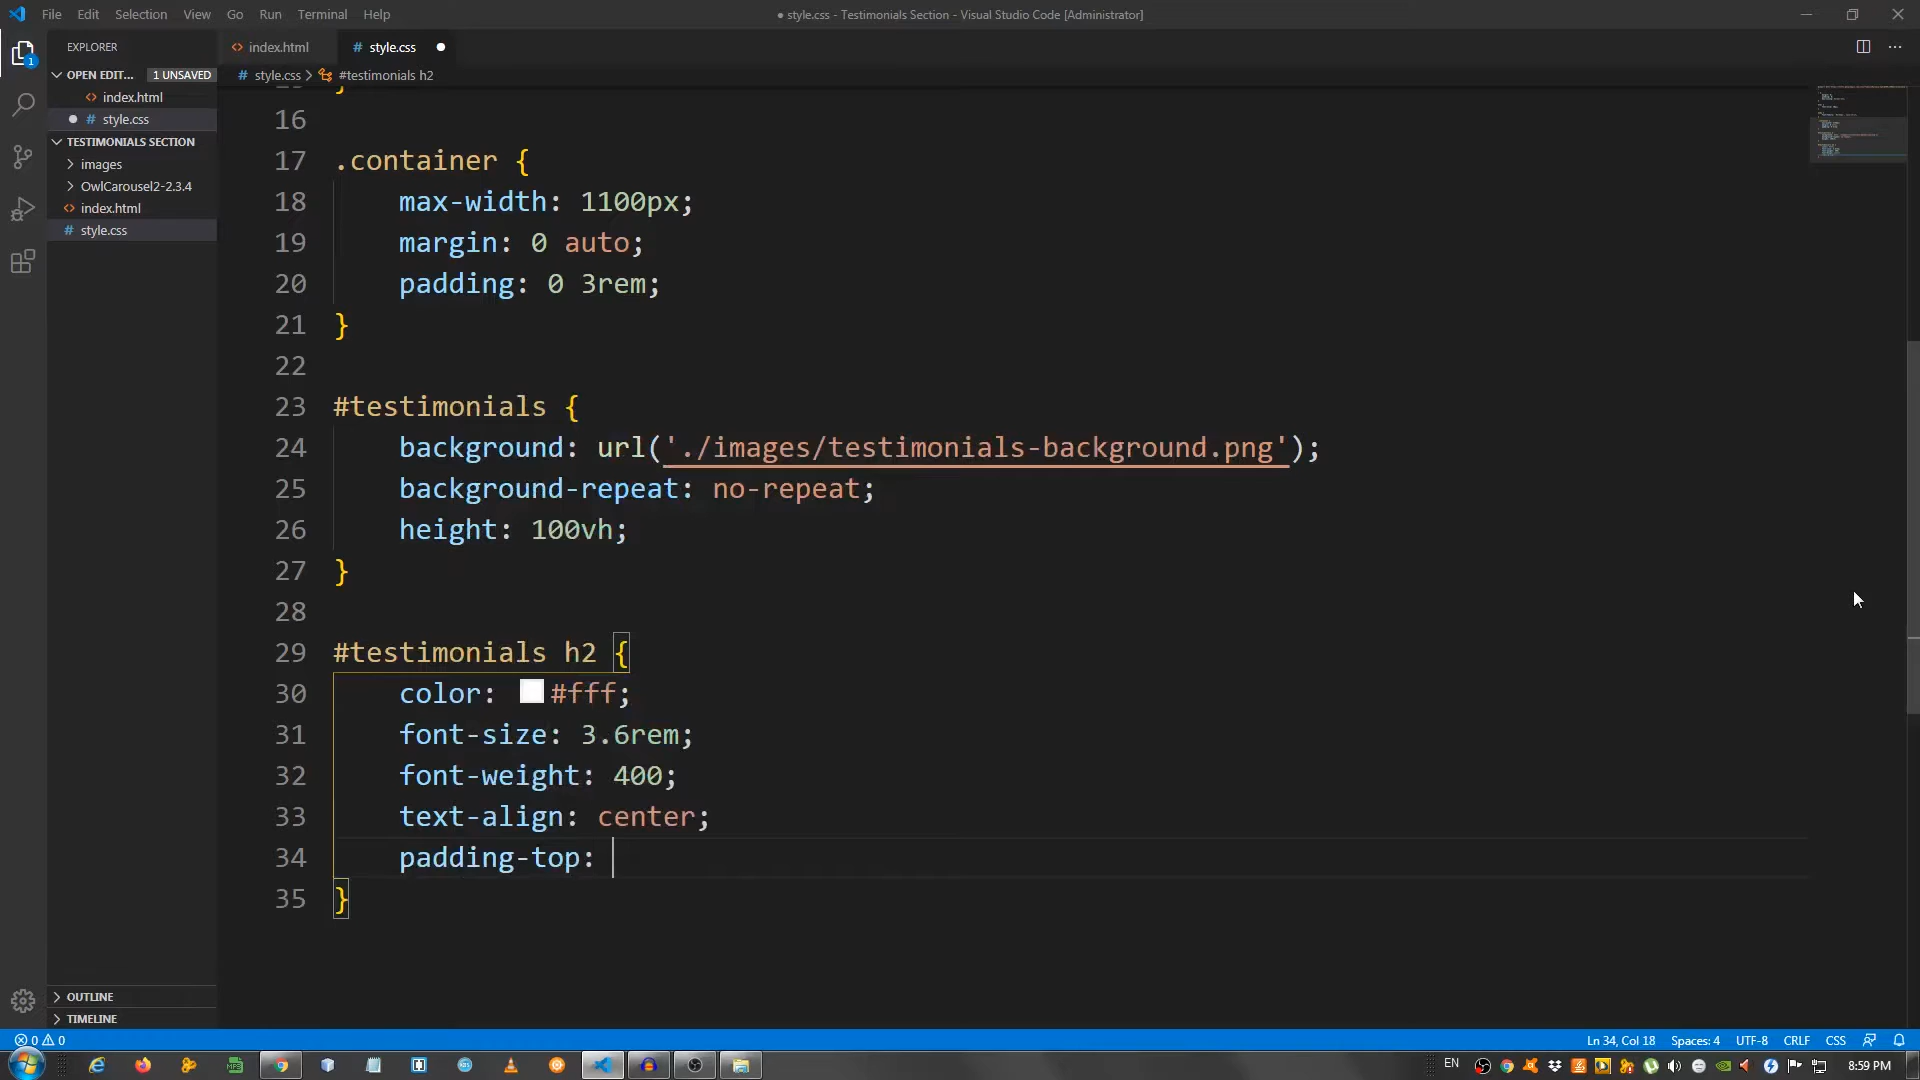 File Edit Selection View Go Run Terminal Help
● style.css - Testimonials Section - Visual Studio Code [Administrator]
EXPLORER
OPEN EDIT... 1 UNSAVED
<> index.html
# style.css
TESTIMONIALS SECTION
images
OwlCarousel2-2.3.4
<> index.html
# style.css
OUTLINE
TIMELINE
<> index.html
# style.css ●
# style.css > #testimonials h2
16
17 .container {
18 max-width: 1100px;
19 margin: 0 auto;
20 padding: 0 3rem;
21 }
22
23 #testimonials {
24 background: url('./images/testimonials-background.png');
25 background-repeat: no-repeat;
26 height: 100vh;
27 }
28
29 #testimonials h2 {
30 color: #fff;
31 font-size: 3.6rem;
32 font-weight: 400;
33 text-align: center;
34 padding-top:
35 }
0 0
Ln 34, Col 18 Spaces: 4 UTF-8 CRLF CSS
EN
8:59 PM